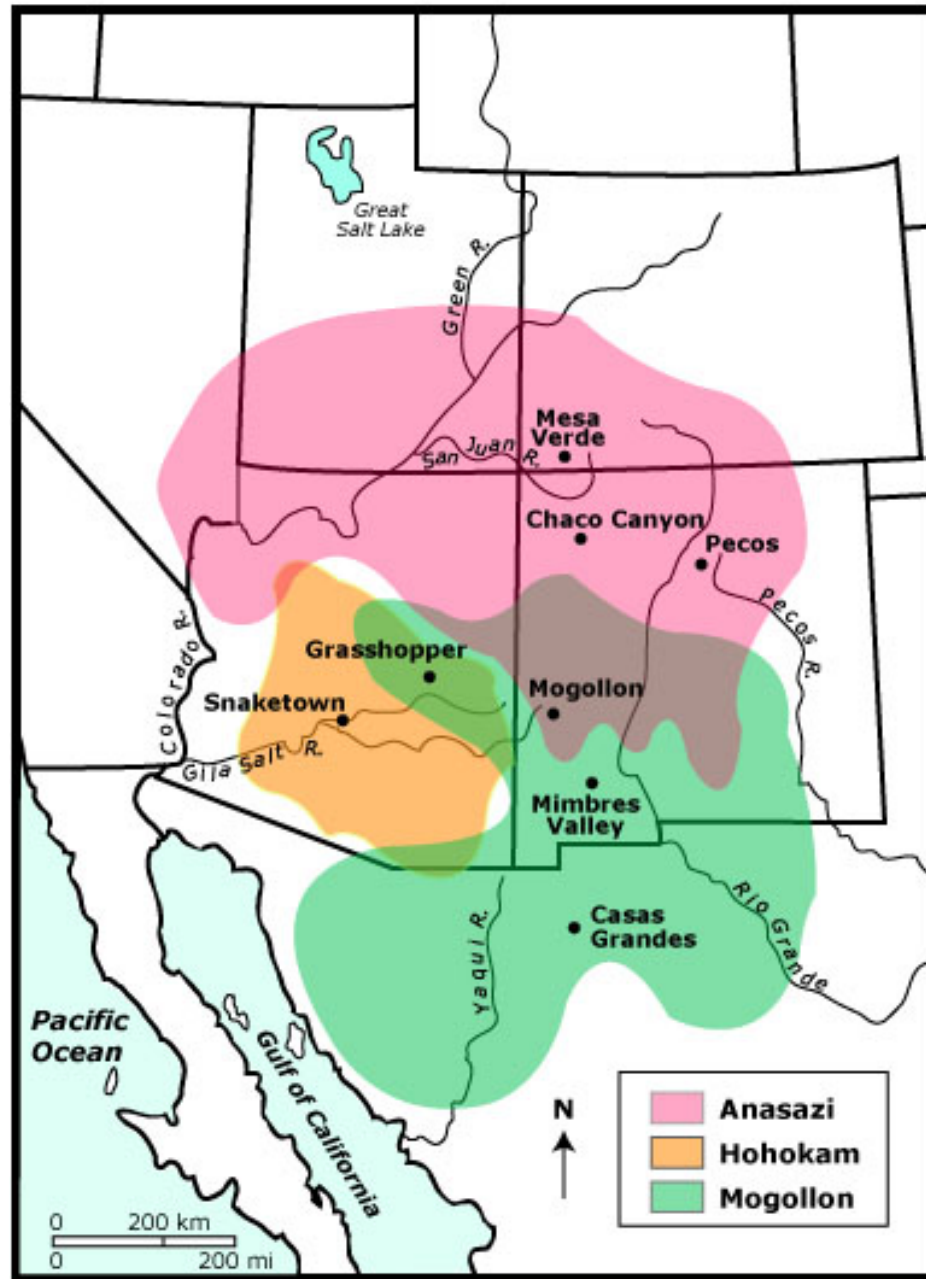 Great
Salt Lake
Green R.
Mesa
Verde
San Juan R.
Chaco Canyon
Pecos
Pecos R.
Colorado R.
Grasshopper
Snaketown
Mogollon
Gila Salt R.
Mimbres
Valley
Casas
Grandes
Yaqui R.
Rio Grande
Pacific
Ocean
Gulf of California
N
Anasazi
Hohokam
Mogollon
0 200 km
0 200 mi